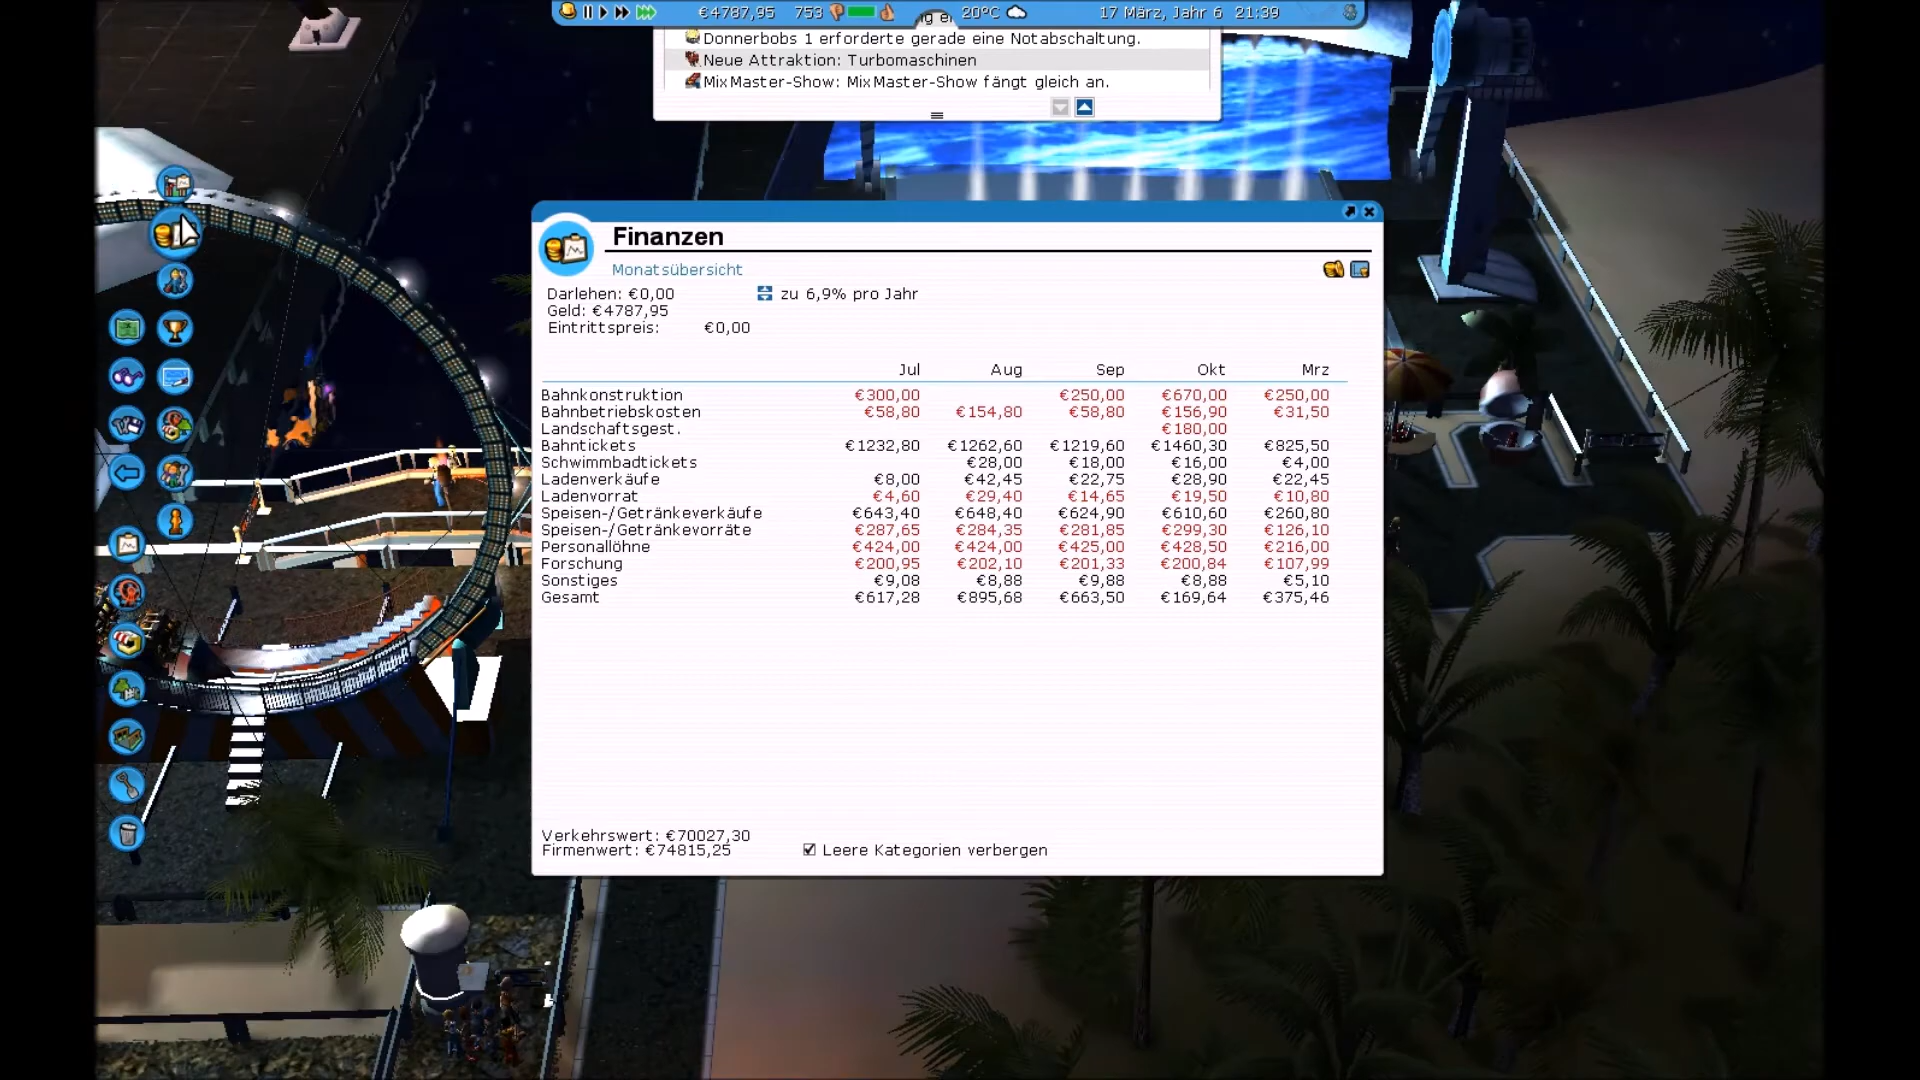 €4787,95 753 20°C 17 März, Jahr 6 21:39
Donnerbobs 1 erforderte gerade eine Notabschaltung.
Neue Attraktion: Turbomaschinen
MixMaster-Show: MixMaster-Show fängt gleich an.
Finanzen
Monatsübersicht
Darlehen: €0,00 zu 6,9% pro Jahr
Geld: €4787,95
Eintrittspreis: €0,00
Jul Aug Sep Okt Mrz
Bahnkonstruktion €300,00 €250,00 €670,00 €250,00
Bahnbetriebskosten €58,80 €154,80 €58,80 €156,90 €31,50
Landschaftsgest. €180,00
Bahntickets €1232,80 €1262,60 €1219,60 €1460,30 €825,50
Schwimmbadtickets €28,00 €18,00 €16,00 €4,00
Ladenverkäufe €8,00 €42,45 €22,75 €28,90 €22,45
Ladenvorrat €4,60 €29,40 €14,65 €19,50 €10,80
Speisen-/Getränkeverkäufe €643,40 €648,40 €624,90 €610,60 €260,80
Speisen-/Getränkevorräte €287,65 €284,35 €281,85 €299,30 €126,10
Personallöhne €424,00 €424,00 €425,00 €428,50 €216,00
Forschung €200,95 €202,10 €201,33 €200,84 €107,99
Sonstiges €9,08 €8,88 €9,88 €8,88 €5,10
Gesamt €617,28 €895,68 €663,50 €169,64 €375,46
Verkehrswert: €70027,30
Firmenwert: €74815,25
Leere Kategorien verbergen